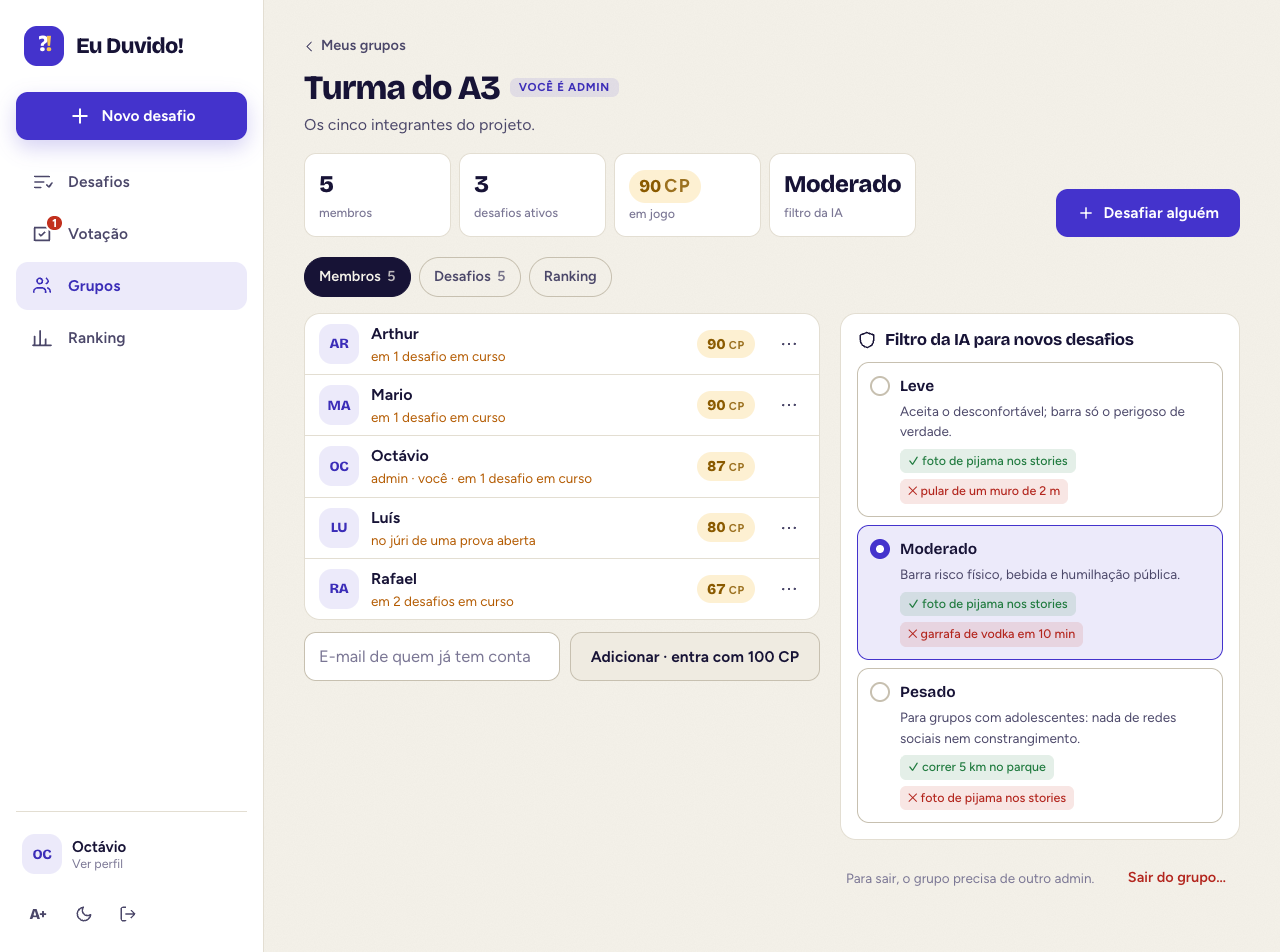 ?!
Eu Duvido!
Novo desafio
Desafios
1
Votação
Grupos
Ranking
OC
Octávio
Ver perfil
A+
Meus grupos
Turma do A3
VOCÊ É ADMIN
Os cinco integrantes do projeto.
5
membros
3
desafios ativos
90 CP
em jogo
Moderado
filtro da IA
Desafiar alguém
Membros 5
Desafios 5
Ranking
AR
Arthur
em 1 desafio em curso
90 CP
MA
Mario
em 1 desafio em curso
90 CP
OC
Octávio
admin · você · em 1 desafio em curso
87 CP
LU
Luís
no júri de uma prova aberta
80 CP
RA
Rafael
em 2 desafios em curso
67 CP
E-mail de quem já tem conta
Adicionar · entra com 100 CP
Filtro da IA para novos desafios
Leve
Aceita o desconfortável; barra só o perigoso de
verdade.
✓ foto de pijama nos stories
✕ pular de um muro de 2 m
Moderado
Barra risco físico, bebida e humilhação pública.
✓ foto de pijama nos stories
✕ garrafa de vodka em 10 min
Pesado
Para grupos com adolescentes: nada de redes
sociais nem constrangimento.
✓ correr 5 km no parque
✕ foto de pijama nos stories
Para sair, o grupo precisa de outro admin.
Sair do grupo…